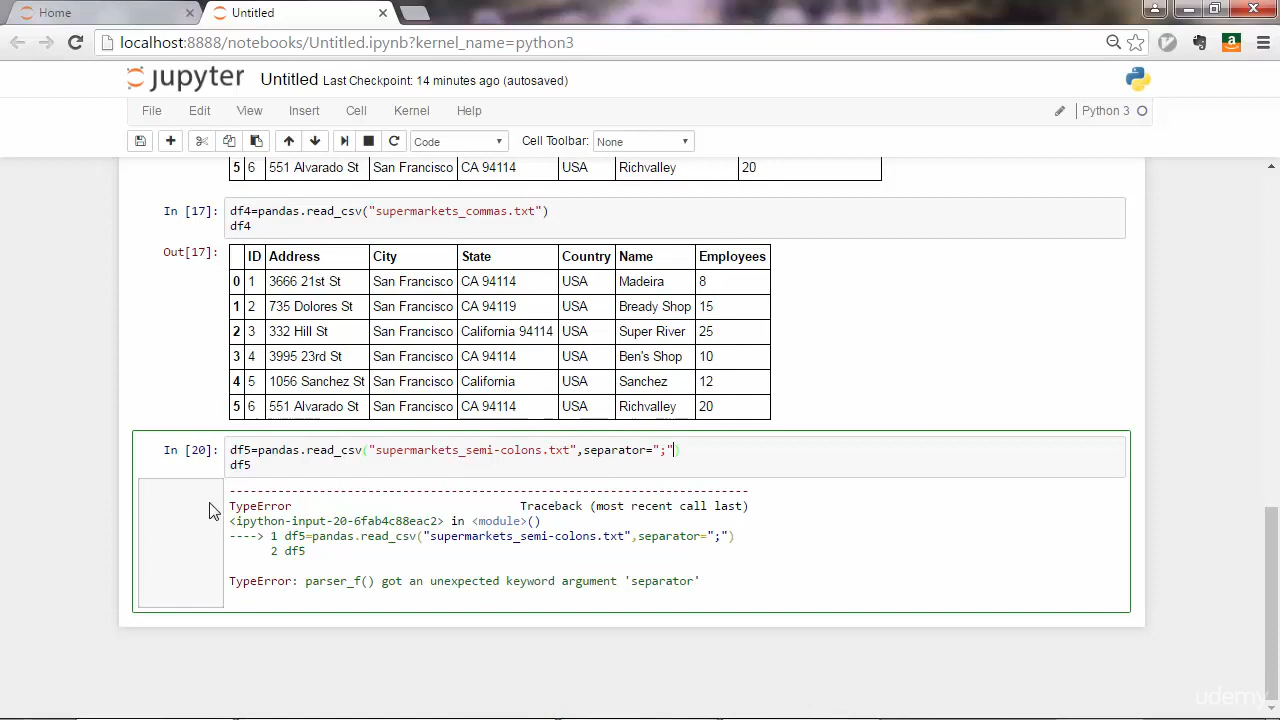 Home
Untitled
localhost:8888/notebooks/Untitled.ipynb?kernel_name=python3
jupyter Untitled Last Checkpoint: 14 minutes ago (autosaved)
File Edit View Insert Cell Kernel Help Python 3
Code Cell Toolbar: None
5 6 551 Alvarado St San Francisco CA 94114 USA Richvalley 20
In [17]: df4=pandas.read_csv("supermarkets_commas.txt")
df4
Out[17]: ID Address City State Country Name Employees
0 1 3666 21st St San Francisco CA 94114 USA Madeira 8
1 2 735 Dolores St San Francisco CA 94119 USA Bready Shop 15
2 3 332 Hill St San Francisco California 94114 USA Super River 25
3 4 3995 23rd St San Francisco CA 94114 USA Ben's Shop 10
4 5 1056 Sanchez St San Francisco California USA Sanchez 12
5 6 551 Alvarado St San Francisco CA 94114 USA Richvalley 20
In [20]: df5=pandas.read_csv("supermarkets_semi-colons.txt",separator=";")
df5
---------------------------------------------------------------------------
TypeError Traceback (most recent call last)
<ipython-input-20-6fab4c88eac2> in <module>()
----> 1 df5=pandas.read_csv("supermarkets_semi-colons.txt",separator=";")
2 df5
TypeError: parser_f() got an unexpected keyword argument 'separator'
udemy